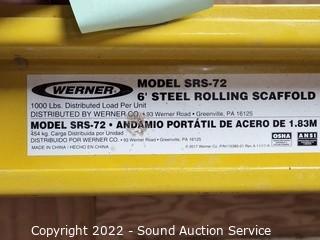 WERNER
MODEL SRS-72
6' STEEL ROLLING SCAFFOLD
1000 Lbs. Distributed Load Per Unit
DISTRIBUTED BY WERNER CO. • 93 Werner Road • Greenville, PA 16125
MODEL SRS-72 • ANDAMIO PORTÁTIL DE ACERO DE 1.83M
454 kg. Carga Distribuida por Unidad
DISTRIBUIDO POR WERNER CO. • 93 Werner Road • Greenville, PA 16125
MADE IN CHINA / HECHO EN CHINA
© 2017 Werner Co.
OSHA
ANSI
Copyright 2022 - Sound Auction Service